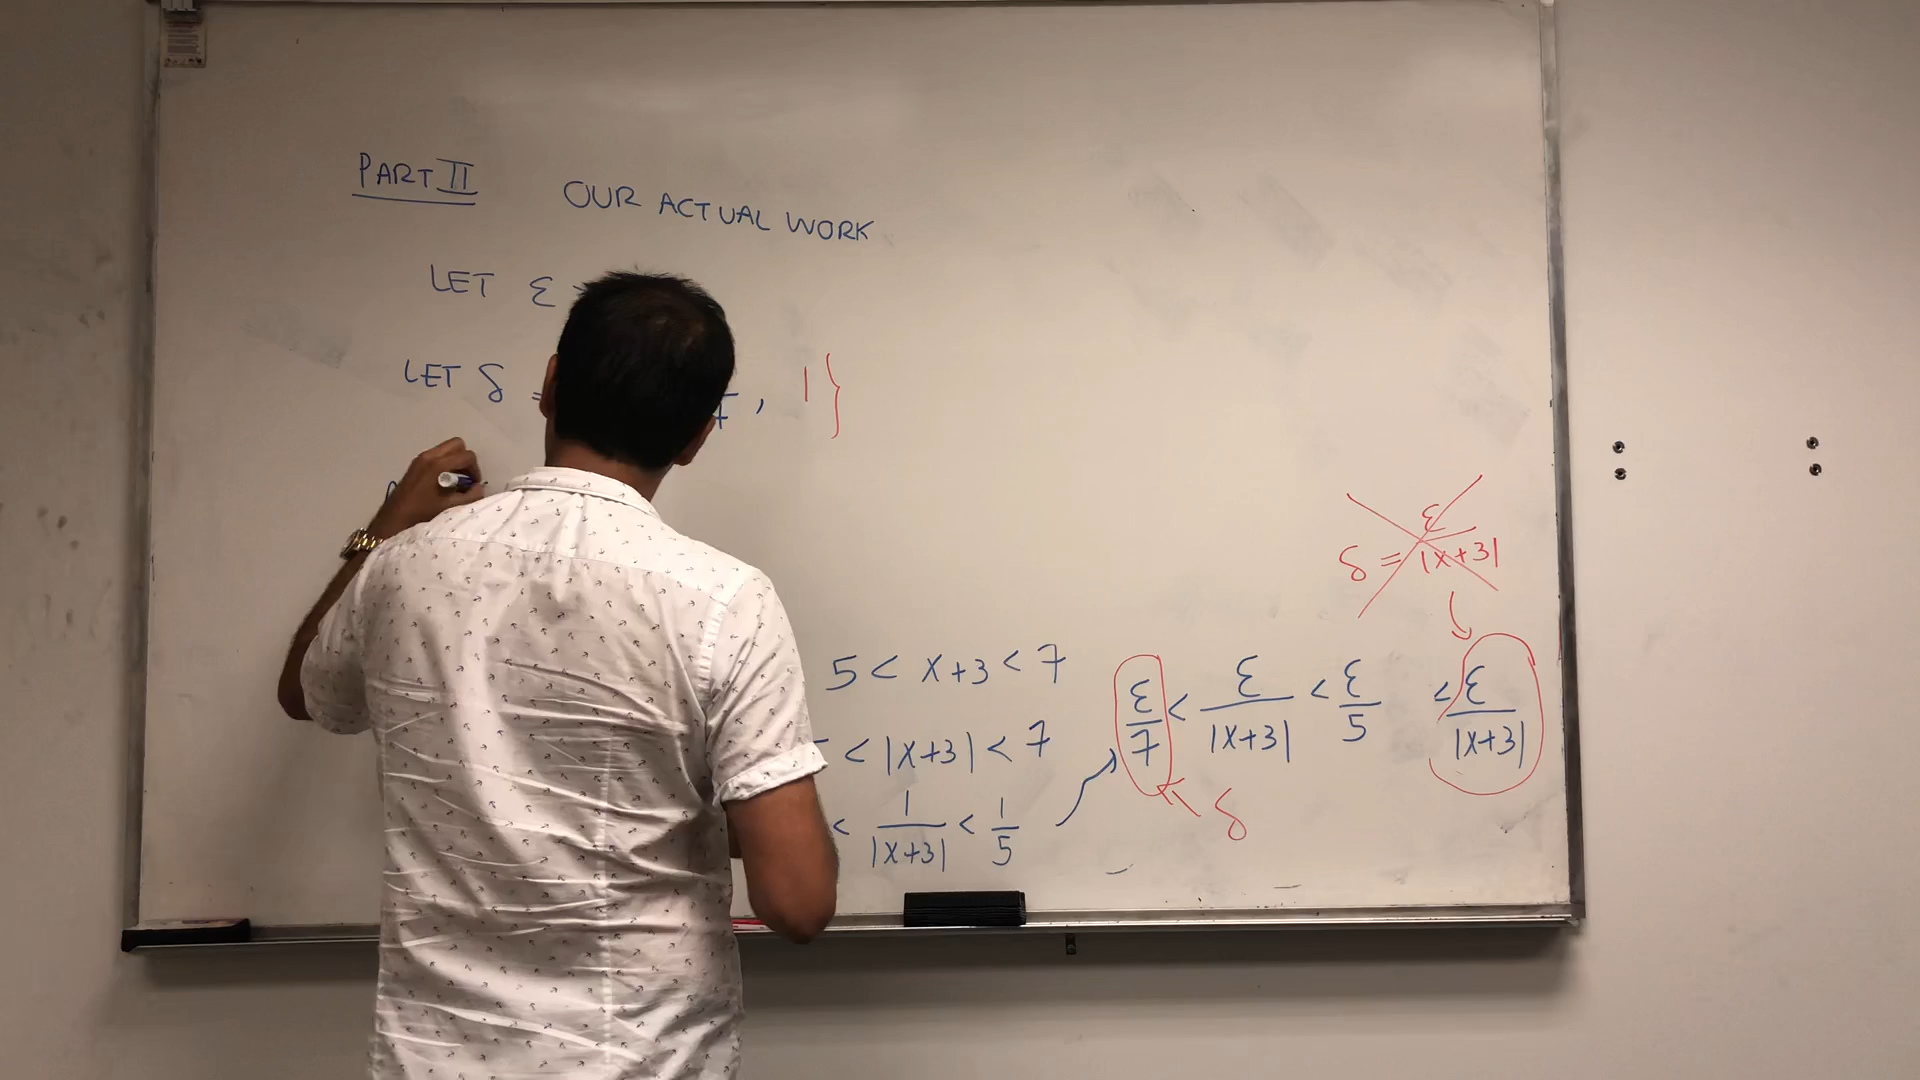 PART II OUR ACTUAL WORK
LET ε
LET δ = , 1}
δ = ε/|x+3|
5 < x+3 < 7
< |x+3| < 7
< 1/|x+3| < 1/5
ε/7 < ε/|x+3| < ε/5 ≤ ε/|x+3|
δ